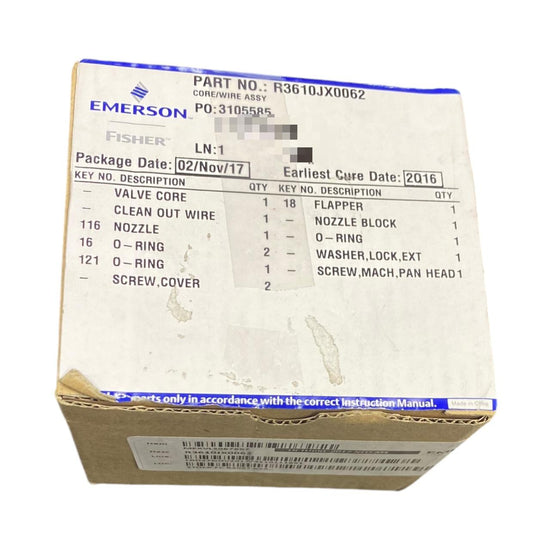 PART NO.: R3610JX0062
CORE/WIRE ASSY
EMERSON™
PO:3105585
FISHER™
LN:1
Package Date: 02/Nov/17
Earliest Cure Date: 2Q16
KEY NO. DESCRIPTION QTY KEY NO. DESCRIPTION QTY
– VALVE CORE 1 18 FLAPPER 1
– CLEAN OUT WIRE 1 – NOZZLE BLOCK 1
116 NOZZLE 1 – O-RING 1
16 O-RING 2 – WASHER,LOCK,EXT 1
121 O-RING 1 – SCREW,MACH,PAN HEAD 1
– SCREW,COVER 2
parts only in accordance with the correct Instruction Manual.
Made in China
R3610JX0062